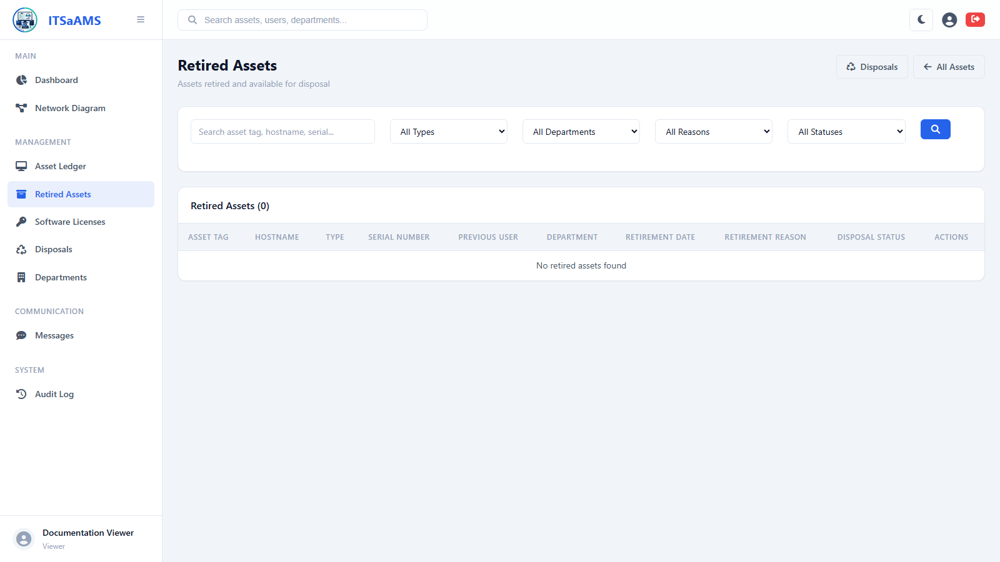 ITSaAMS
Search assets, users, departments...
MAIN
Dashboard
Network Diagram
MANAGEMENT
Asset Ledger
Retired Assets
Software Licenses
Disposals
Departments
COMMUNICATION
Messages
SYSTEM
Audit Log
Documentation Viewer
Viewer
Retired Assets
Assets retired and available for disposal
Disposals
All Assets
Search asset tag, hostname, serial...
All Types
All Departments
All Reasons
All Statuses
Retired Assets (0)
ASSET TAG HOSTNAME TYPE SERIAL NUMBER PREVIOUS USER DEPARTMENT RETIREMENT DATE RETIREMENT REASON DISPOSAL STATUS ACTIONS
No retired assets found